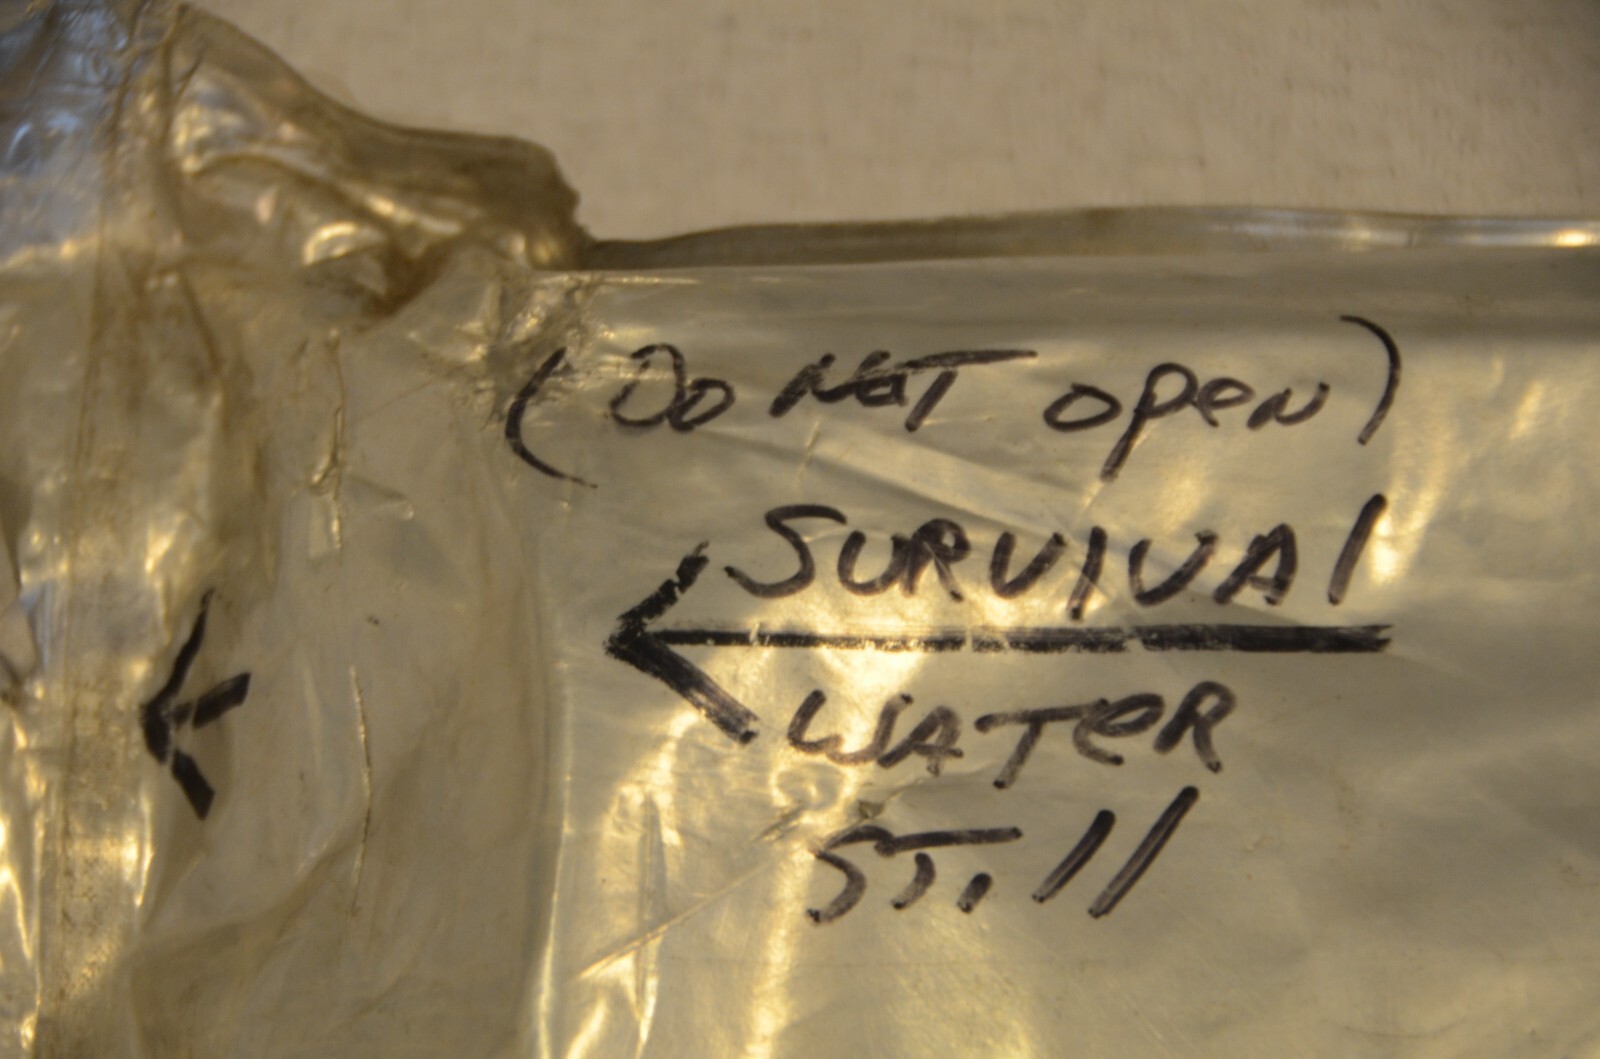 (Do NOT open)
SURVIVAl
WATeR
STill